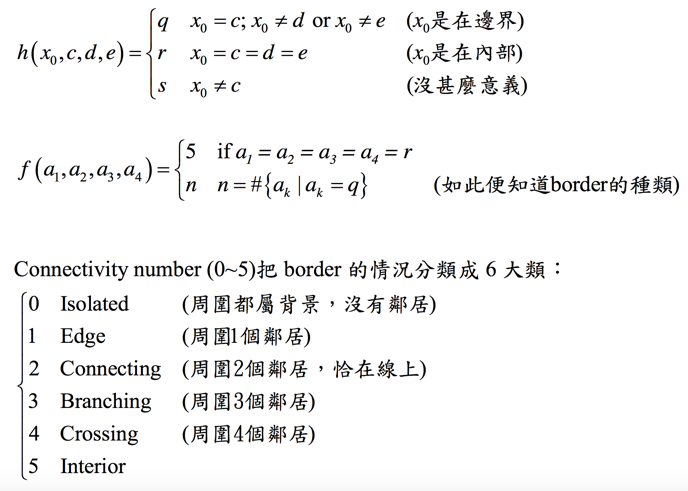 h(x₀,c,d,e)= { q x₀ = c; x₀ ≠ d or x₀ ≠ e (x₀是在邊界)
r x₀ = c = d = e (x₀是在內部)
s x₀ ≠ c (沒甚麼意義)
f(a₁,a₂,a₃,a₄)= { 5 if a₁ = a₂ = a₃ = a₄ = r
n n = #{aₖ | aₖ = q} (如此便知道border的種類)
Connectivity number (0~5)把 border 的情況分類成 6 大類：
0 Isolated (周圍都屬背景，沒有鄰居)
1 Edge (周圍1個鄰居)
2 Connecting (周圍2個鄰居，恰在線上)
3 Branching (周圍3個鄰居)
4 Crossing (周圍4個鄰居)
5 Interior